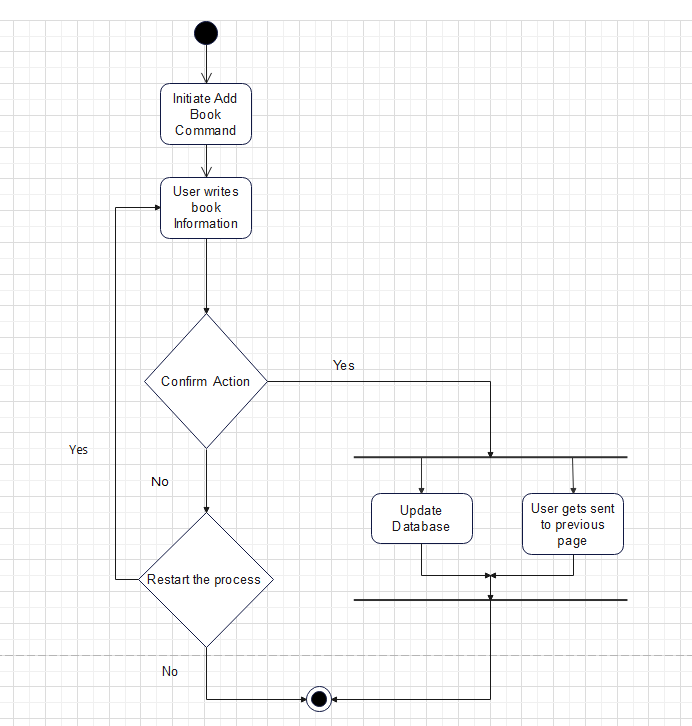 Initiate Add
Book
Command
User writes
book
Information
Confirm Action
Yes
Yes
No
Update
Database
User gets sent
to previous
page
Restart the process
No